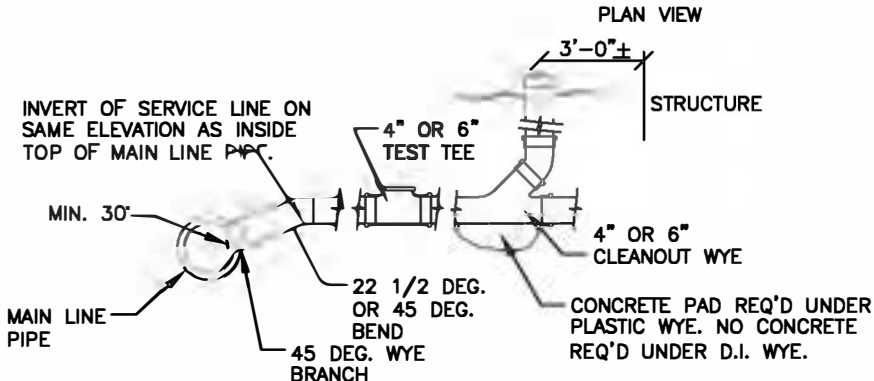 PLAN VIEW
3'-0"±
STRUCTURE
INVERT OF SERVICE LINE ON
SAME ELEVATION AS INSIDE
TOP OF MAIN LINE PIPE.
4" OR 6"
TEST TEE
MIN. 30°
4" OR 6"
CLEANOUT WYE
22 1/2 DEG.
OR 45 DEG.
BEND
CONCRETE PAD REQ'D UNDER
PLASTIC WYE. NO CONCRETE
REQ'D UNDER D.I. WYE.
MAIN LINE
PIPE
45 DEG. WYE
BRANCH